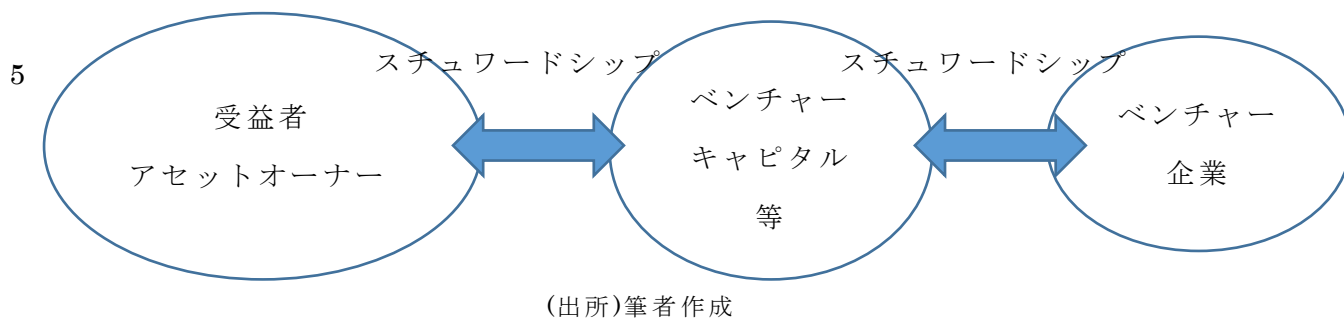 5
スチュワードシップ
スチュワードシップ
受益者
アセットオーナー
ベンチャー
キャピタル
等
ベンチャー
企業
(出所)筆者作成